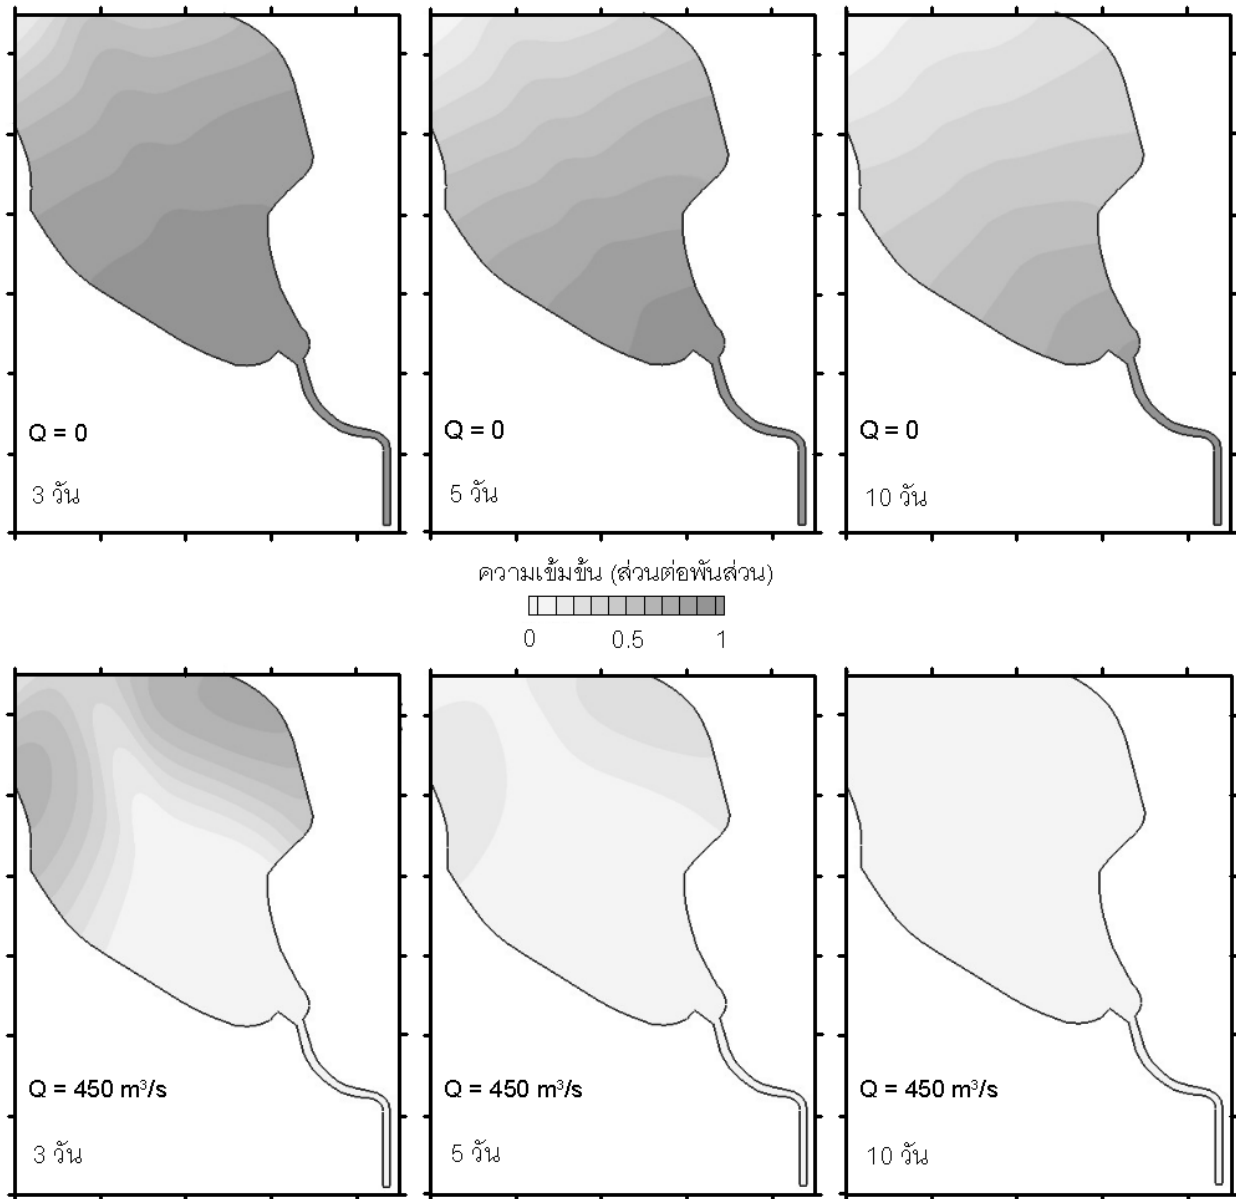 Q = 0
3 วัน
Q = 0
5 วัน
Q = 0
10 วัน
ความเข้มข้น (ส่วนต่อพันส่วน)
0 0.5 1
Q = 450 m³/s
3 วัน
Q = 450 m³/s
5 วัน
Q = 450 m³/s
10 วัน